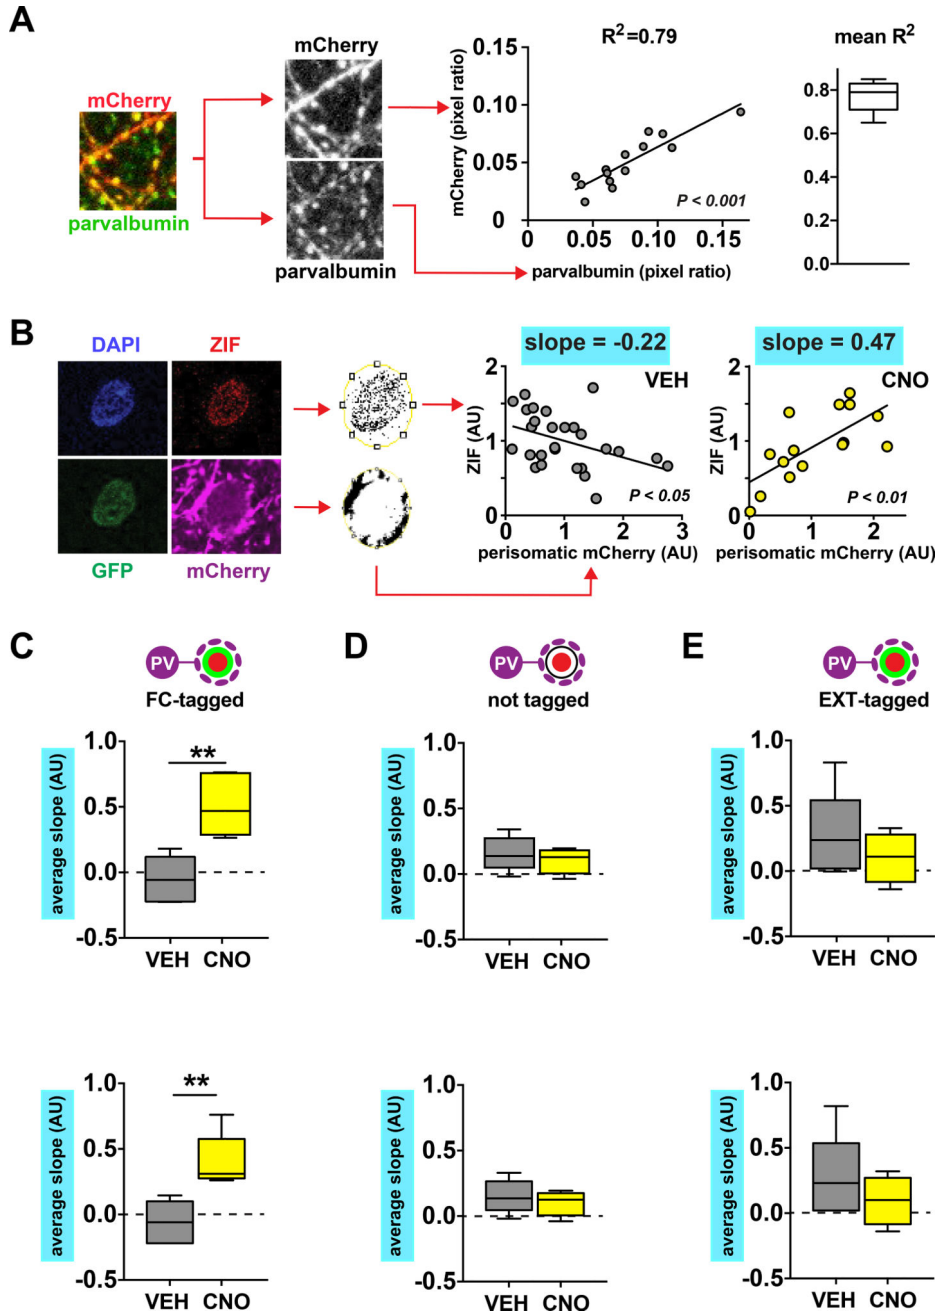 A
mCherry
parvalbumin
mCherry
parvalbumin
R²=0.79
mCherry (pixel ratio)
0.15
0.10
0.05
0
P < 0.001
0
0.05
0.10
0.15
parvalbumin (pixel ratio)
mean R²
0.8
0.6
0.4
0.2
0.0
B
DAPI
ZIF
GFP
mCherry
slope = -0.22
VEH
ZIF (AU)
2
1
0
P < 0.05
0
1
2
3
perisomatic mCherry (AU)
slope = 0.47
CNO
ZIF (AU)
2
1
0
P < 0.01
0
1
2
perisomatic mCherry (AU)
C
PV
FC-tagged
average slope (AU)
1.0
0.5
0.0
-0.5
**
VEH
CNO
D
PV
not tagged
average slope (AU)
1.0
0.5
0.0
-0.5
VEH
CNO
E
PV
EXT-tagged
average slope (AU)
1.0
0.5
0.0
-0.5
VEH
CNO
average slope (AU)
1.0
0.5
0.0
-0.5
**
VEH
CNO
average slope (AU)
1.0
0.5
0.0
-0.5
VEH
CNO
average slope (AU)
1.0
0.5
0.0
-0.5
VEH
CNO